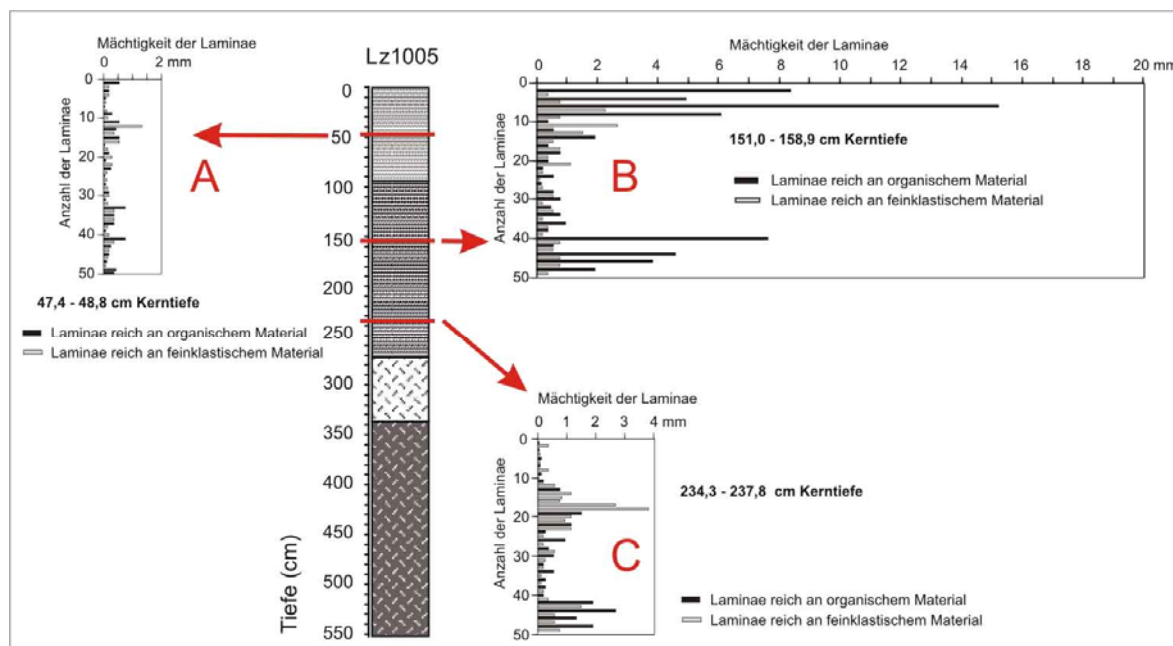 Mächtigkeit der Laminae
0 2 mm
Anzahl der Laminae
0
10
20
30
40
50
A
47,4 - 48,8 cm Kerntiefe
Laminae reich an organischem Material
Laminae reich an feinklastischem Material
Lz1005
Tiefe (cm)
0
50
100
150
200
250
300
350
400
450
500
550
Mächtigkeit der Laminae
0 2 4 6 8 10 12 14 16 18 20 mm
Anzahl der Laminae
0
10
20
30
40
50
B
151,0 - 158,9 cm Kerntiefe
Laminae reich an organischem Material
Laminae reich an feinklastischem Material
Mächtigkeit der Laminae
0 1 2 3 4 mm
Anzahl der Laminae
0
10
20
30
40
50
C
234,3 - 237,8 cm Kerntiefe
Laminae reich an organischem Material
Laminae reich an feinklastischem Material